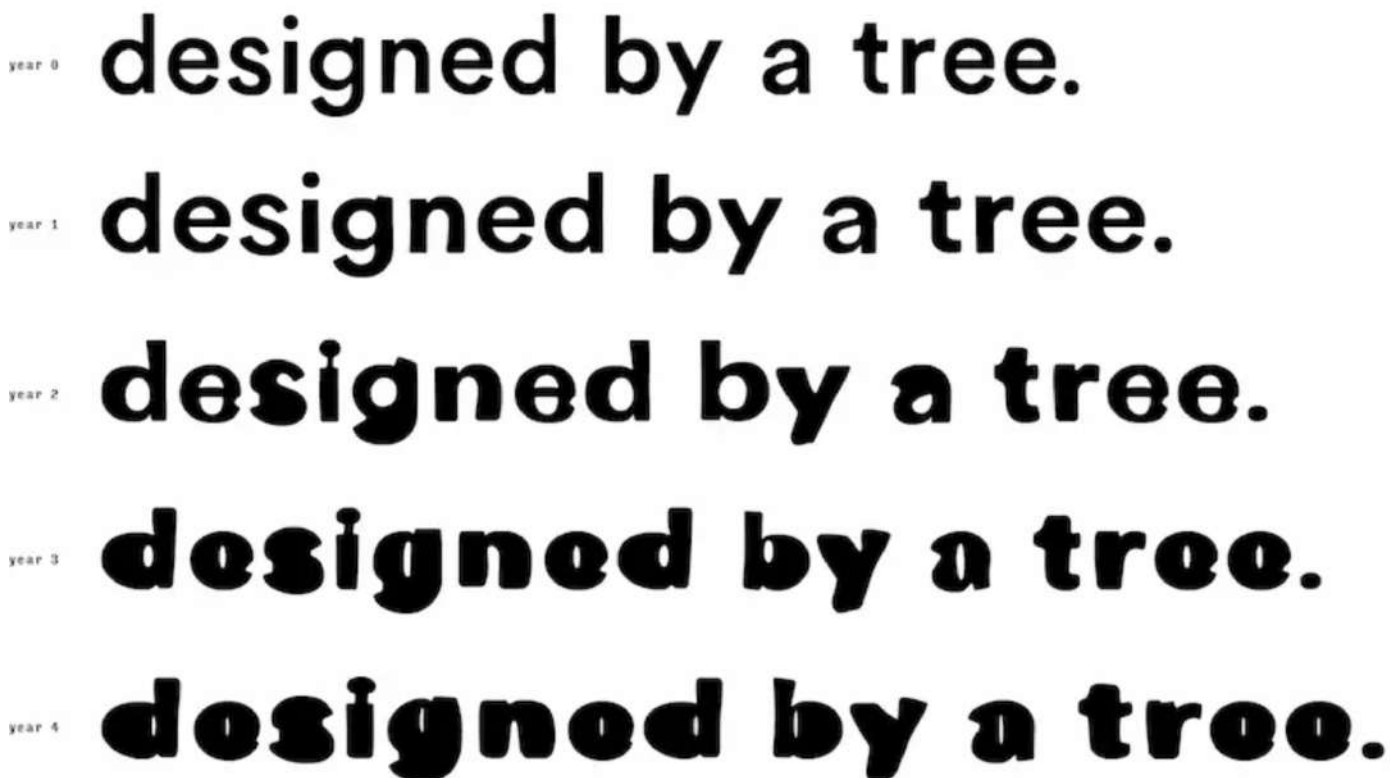 year 0 designed by a tree.
year 1 designed by a tree.
year 2 designed by a tree.
year 3 designed by a tree.
year 4 designed by a tree.